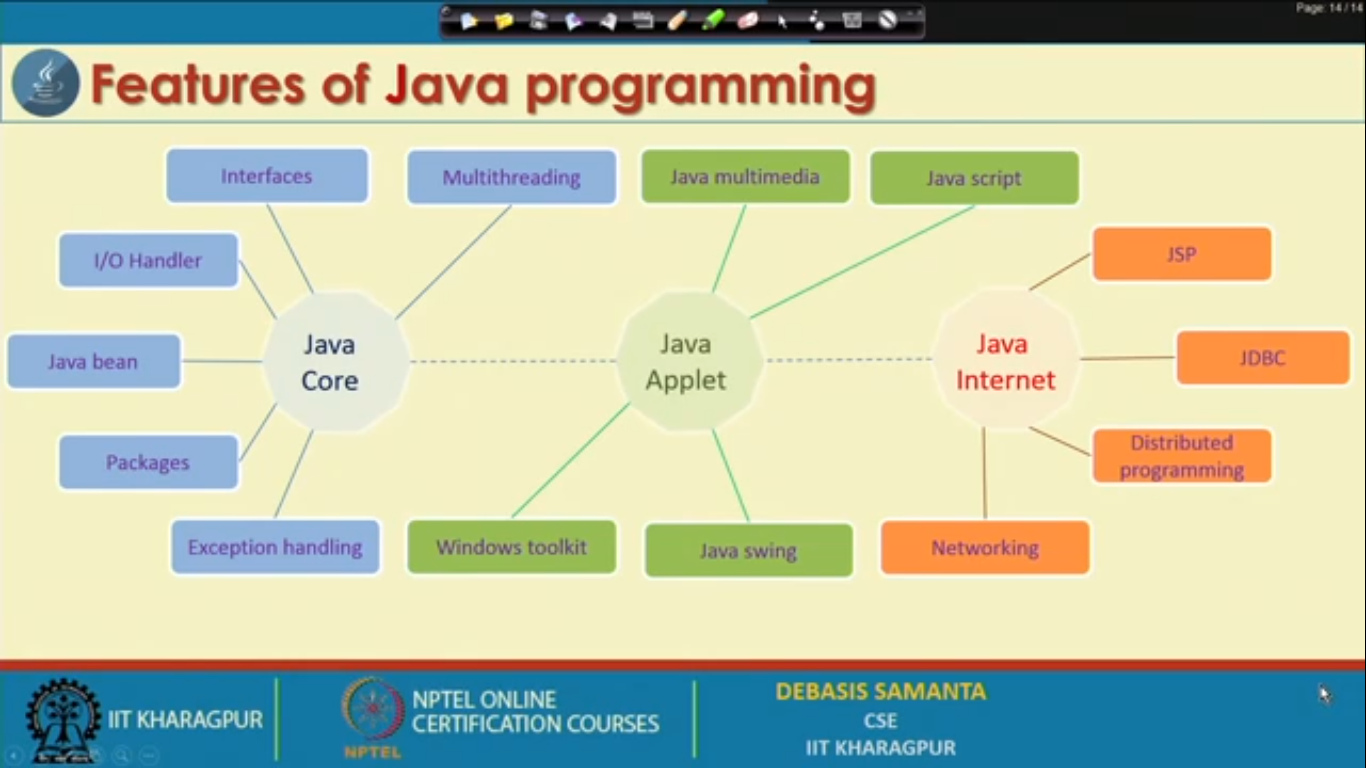 Page: 14 / 14
Features of Java programming
Interfaces
Multithreading
Java multimedia
Java script
I/O Handler
JSP
Java bean
Java
Core
Java
Applet
Java
Internet
JDBC
Packages
Distributed
programming
Exception handling
Windows toolkit
Java swing
Networking
IIT KHARAGPUR
NPTEL
NPTEL ONLINE
CERTIFICATION COURSES
DEBASIS SAMANTA
CSE
IIT KHARAGPUR